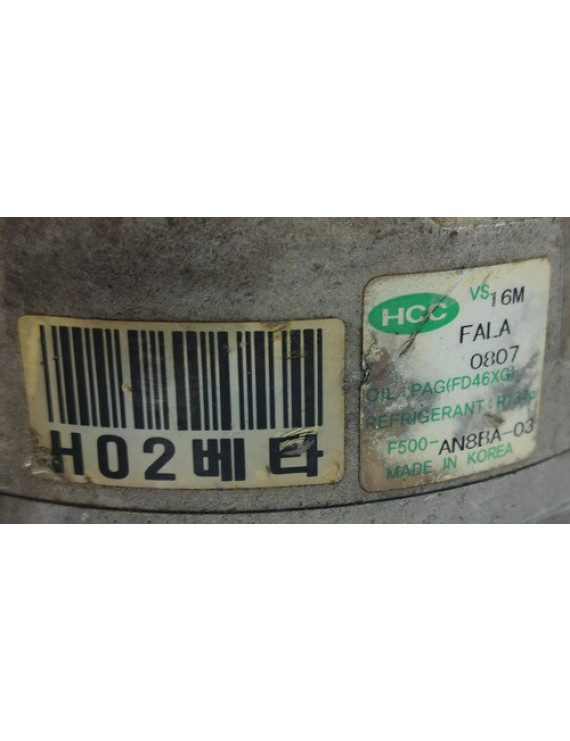 H02베타
HCC VS16M
FALA
0807
OIL : PAG(FD46XG)
REFRIGERANT : R134a
F500-AN8BA-03
MADE IN KOREA